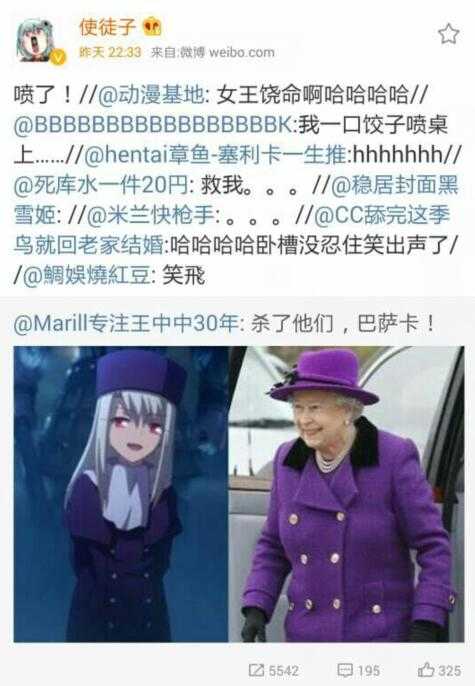 使徒子
昨天 22:33 来自:微博 weibo.com
喷了！//@动漫基地: 女王饶命啊哈哈哈哈//
@BBBBBBBBBBBBBBBBBBK:我一口饺子喷桌
上……//@hentai章鱼-塞利卡一生推:hhhhhhh//
@死库水一件20円: 救我。。。//@稳居封面黑
雪姬: //@米兰快枪手: 。。。//@CC舔完这季
鸟就回老家结婚:哈哈哈哈卧槽没忍住笑出声了/
/@鯛娛燒紅豆: 笑飛
@Marill专注王中中30年: 杀了他们，巴萨卡！
5542 195 325